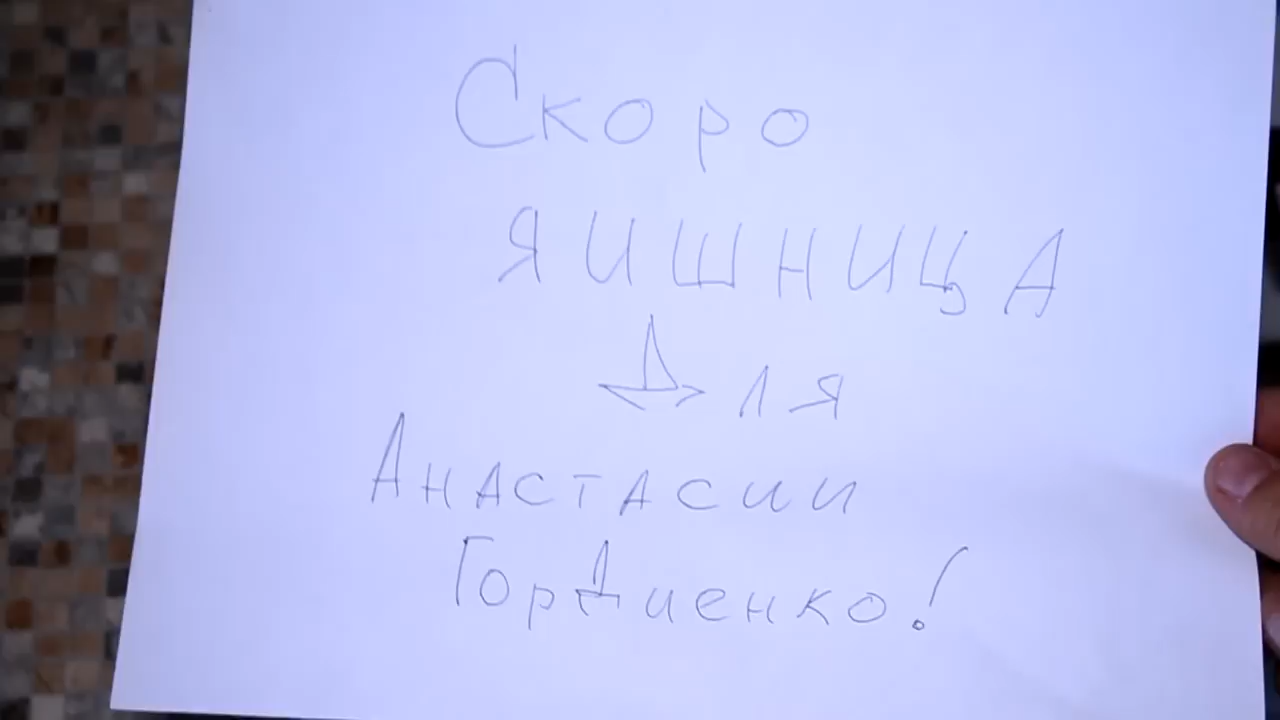 Скоро
ЯИШНИЦА
Для
Анастасии
Гордиенко!